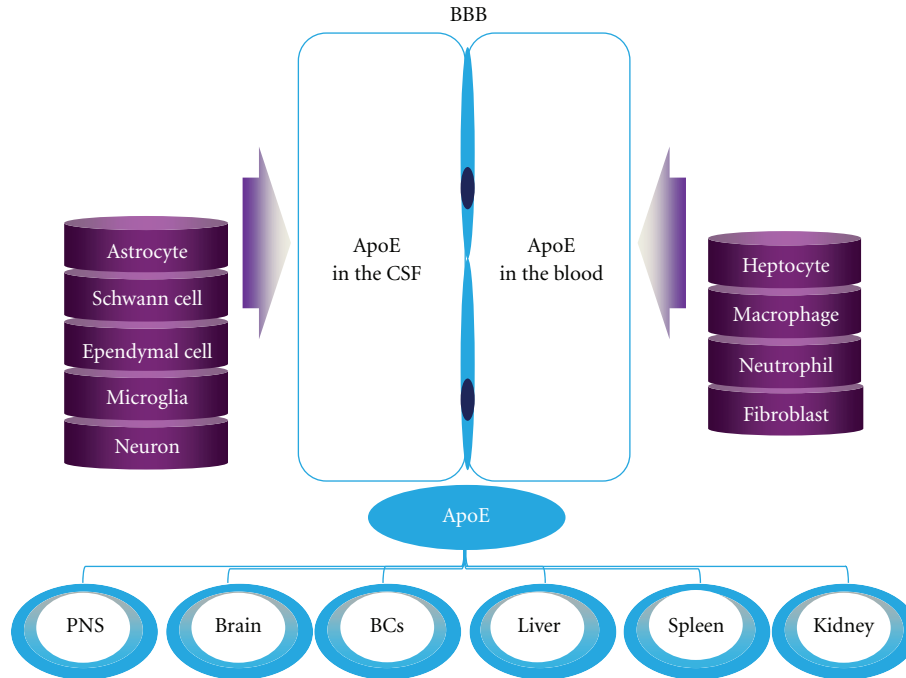 BBB
ApoE
in the CSF
ApoE
in the blood
Astrocyte
Schwann cell
Ependymal cell
Microglia
Neuron
Heptocyte
Macrophage
Neutrophil
Fibroblast
ApoE
PNS
Brain
BCs
Liver
Spleen
Kidney